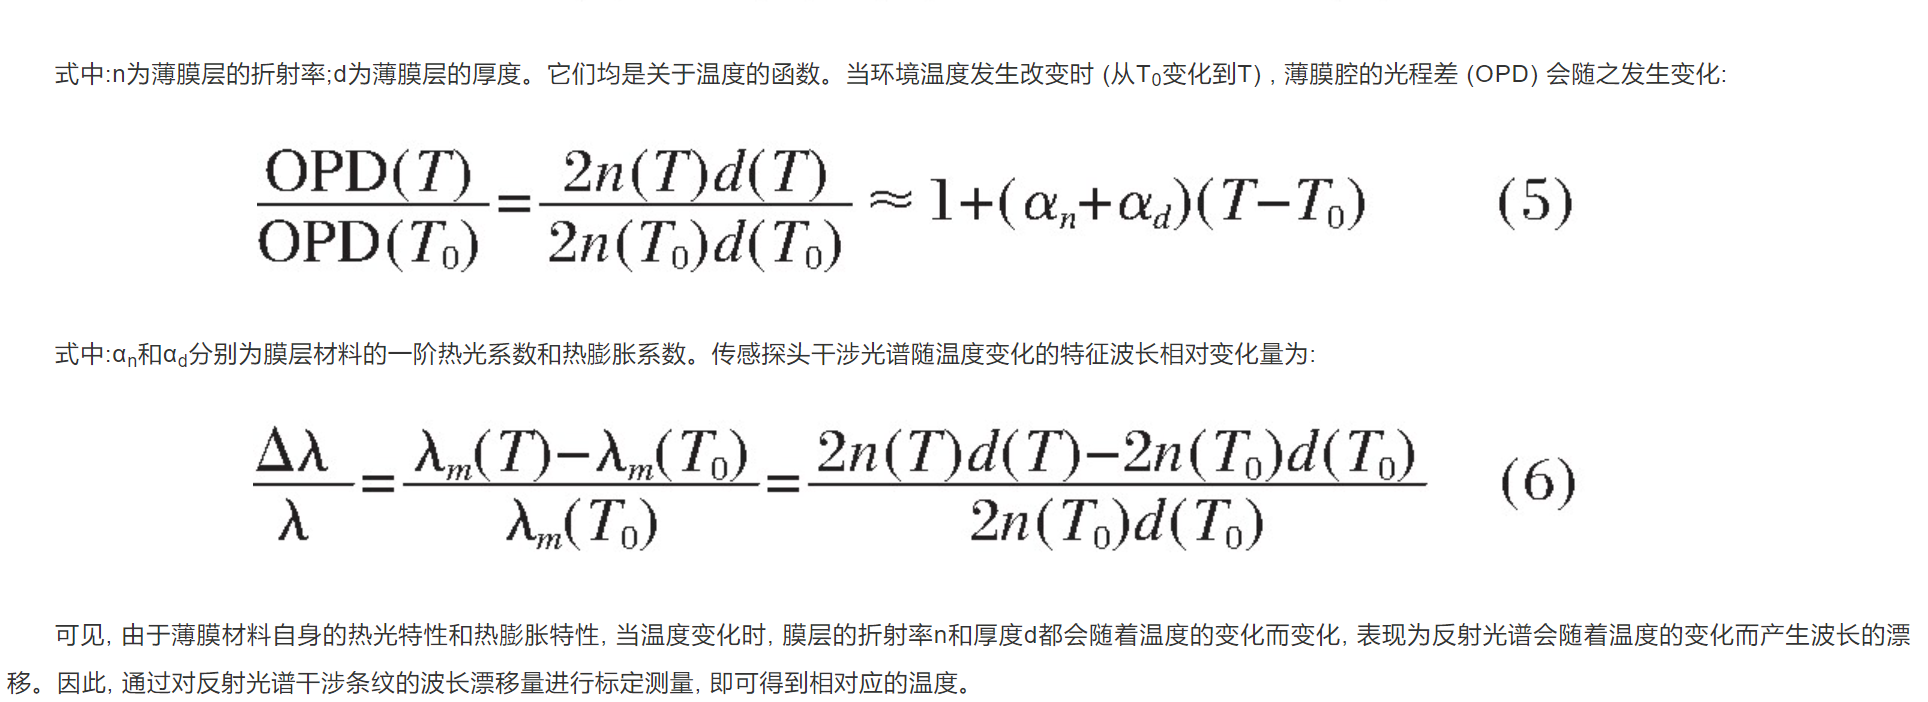 式中:n为薄膜层的折射率;d为薄膜层的厚度。它们均是关于温度的函数。当环境温度发生改变时 (从T₀变化到T) , 薄膜腔的光程差 (OPD) 会随之发生变化:
OPD(T)/OPD(T₀)=2n(T)d(T)/2n(T₀)d(T₀)≈1+(αₙ+α_d)(T−T₀) (5)
式中:αₙ和α_d分别为膜层材料的一阶热光系数和热膨胀系数。传感探头干涉光谱随温度变化的特征波长相对变化量为:
Δλ/λ=λₘ(T)−λₘ(T₀)/λₘ(T₀)=2n(T)d(T)−2n(T₀)d(T₀)/2n(T₀)d(T₀) (6)
可见, 由于薄膜材料自身的热光特性和热膨胀特性, 当温度变化时, 膜层的折射率n和厚度d都会随着温度的变化而变化, 表现为反射光谱会随着温度的变化而产生波长的漂
移。因此, 通过对反射光谱干涉条纹的波长漂移量进行标定测量, 即可得到相对应的温度。